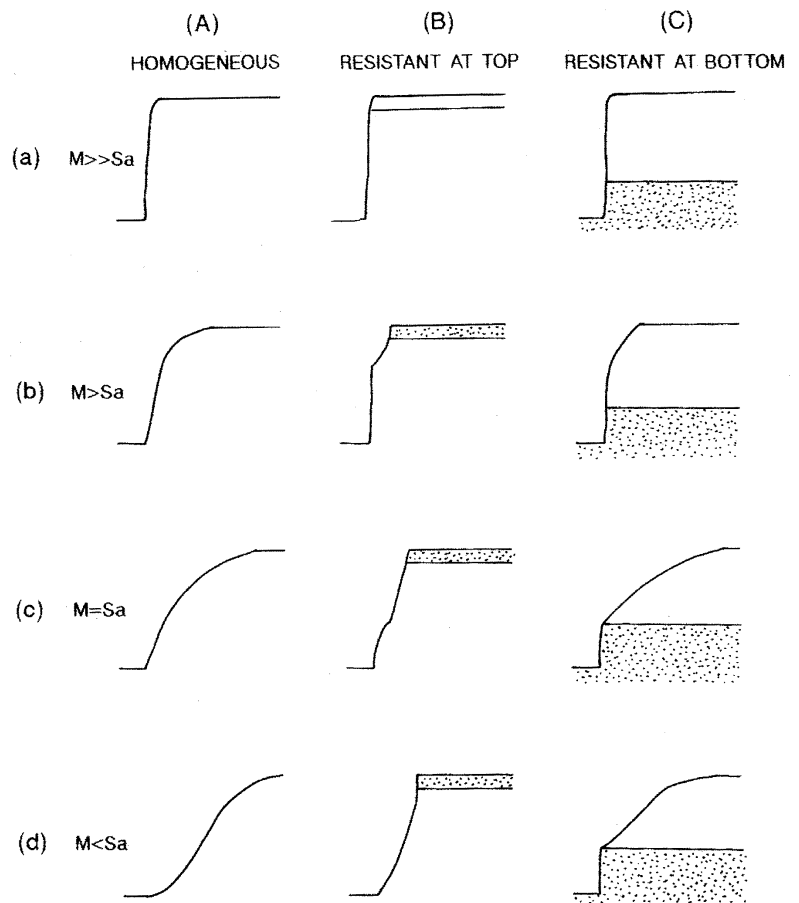 (A) (B) (C)
HOMOGENEOUS RESISTANT AT TOP RESISTANT AT BOTTOM
(a) M>>Sa
(b) M>Sa
(c) M=Sa
(d) M<Sa